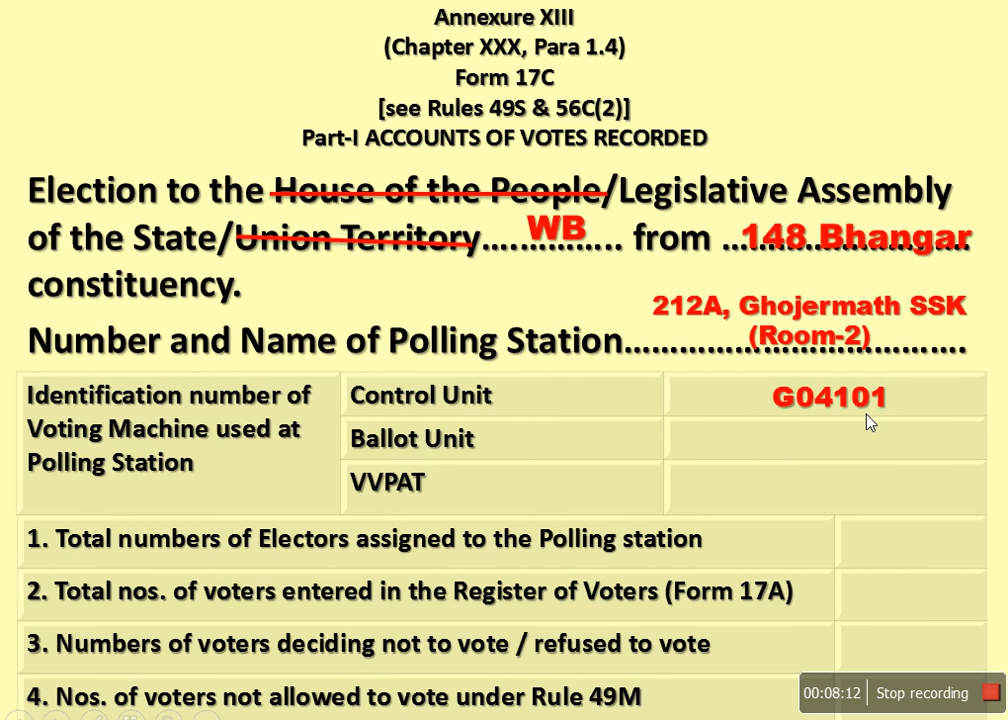 Annexure XIII
(Chapter XXX, Para 1.4)
Form 17C
[see Rules 49S & 56C(2)]
Part-I ACCOUNTS OF VOTES RECORDED
Election to the House of the People/Legislative Assembly
of the State/Union Territory....WB.... from ....148 Bhangar....
constituency.
212A, Ghojermath SSK
Number and Name of Polling Station....(Room-2)....
Identification number of Voting Machine used at Polling Station
Control Unit G04101
Ballot Unit
VVPAT
1. Total numbers of Electors assigned to the Polling station
2. Total nos. of voters entered in the Register of Voters (Form 17A)
3. Numbers of voters deciding not to vote / refused to vote
4. Nos. of voters not allowed to vote under Rule 49M
00:08:12 Stop recording